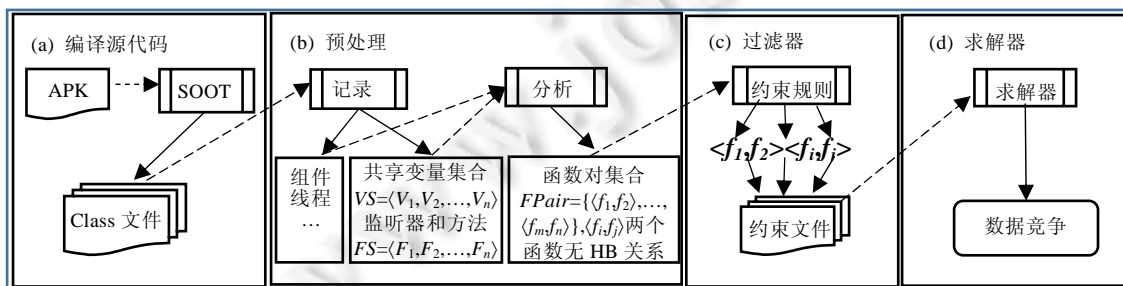 (a) 编译源代码
APK
SOOT
Class 文件
(b) 预处理
记录
分析
组件
线程
…
共享变量集合
VS=⟨V₁,V₂,…,Vₙ⟩
监听器和方法
FS=⟨F₁,F₂,…,Fₙ⟩
函数对集合
FPair={⟨f₁,f₂⟩,…,
⟨fₘ,fₙ⟩},⟨fᵢ,fⱼ⟩两个
函数无 HB 关系
(c) 过滤器
约束规则
<f₁,f₂><fᵢ,fⱼ>
约束文件
(d) 求解器
求解器
数据竞争